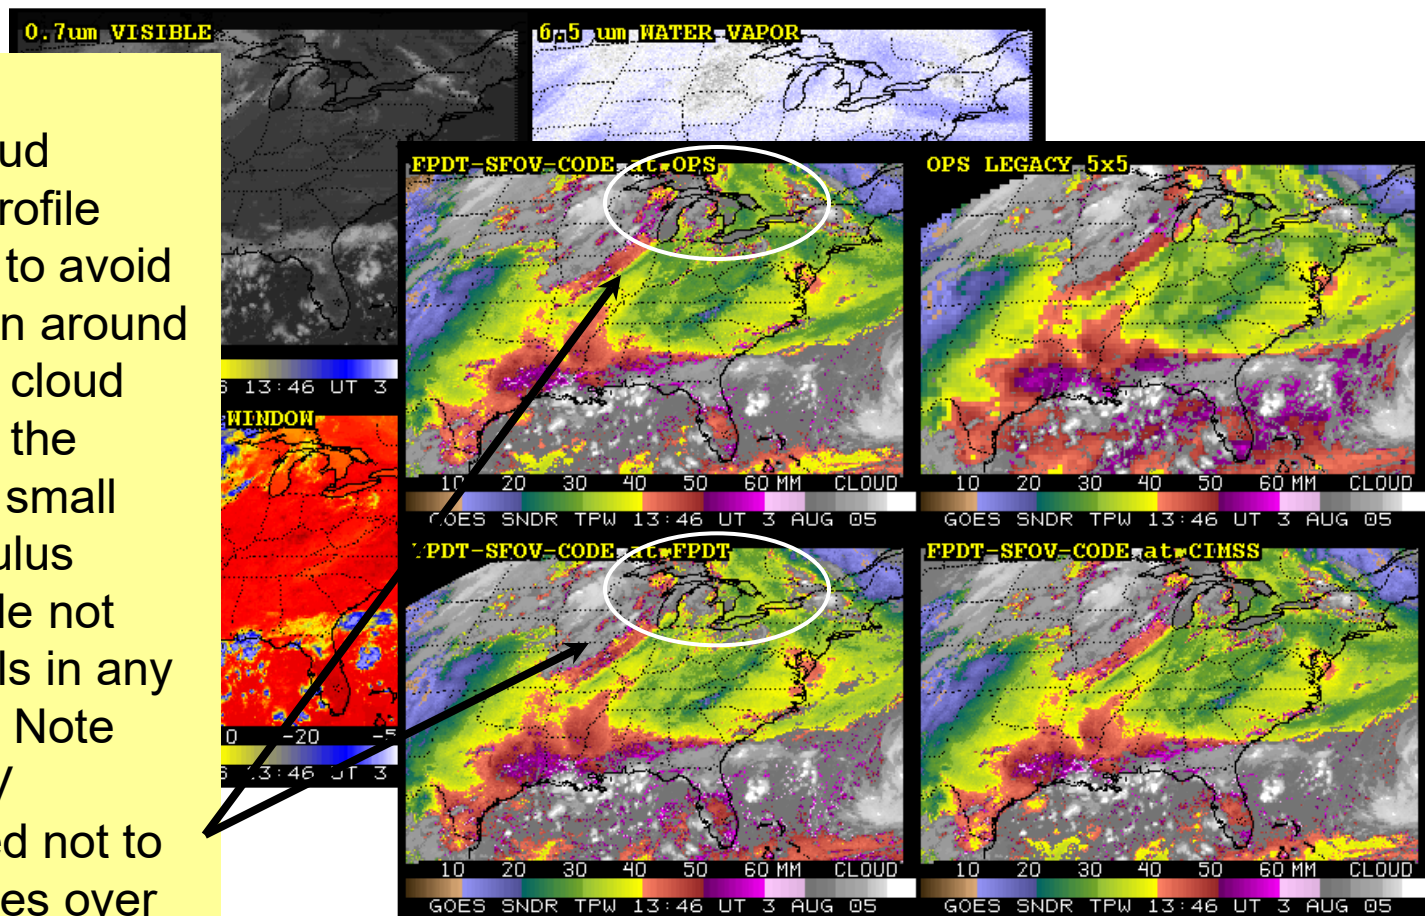 0.7um VISIBLE
6.5 um WATER VAPOR
ud
rofile
to avoid
n around
cloud
the
small
ulus
le not
ls in any
Note
ed not to
es over
13:46 UT 3
WINDOW
0 -20 -5
13:46 UT 3
FPDT-SFOV-CODE at OPS
10 20 30 40 50 60 MM CLOUD
GOES SNDR TPW 13:46 UT 3 AUG 05
OPS LEGACY 5x5
10 20 30 40 50 60 MM CLOUD
GOES SNDR TPW 13:46 UT 3 AUG 05
FPDT-SFOV-CODE at FPDT
10 20 30 40 50 60 MM CLOUD
GOES SNDR TPW 13:46 UT 3 AUG 05
FPDT-SFOV-CODE at CIMSS
10 20 30 40 50 60 MM CLOUD
GOES SNDR TPW 13:46 UT 3 AUG 05